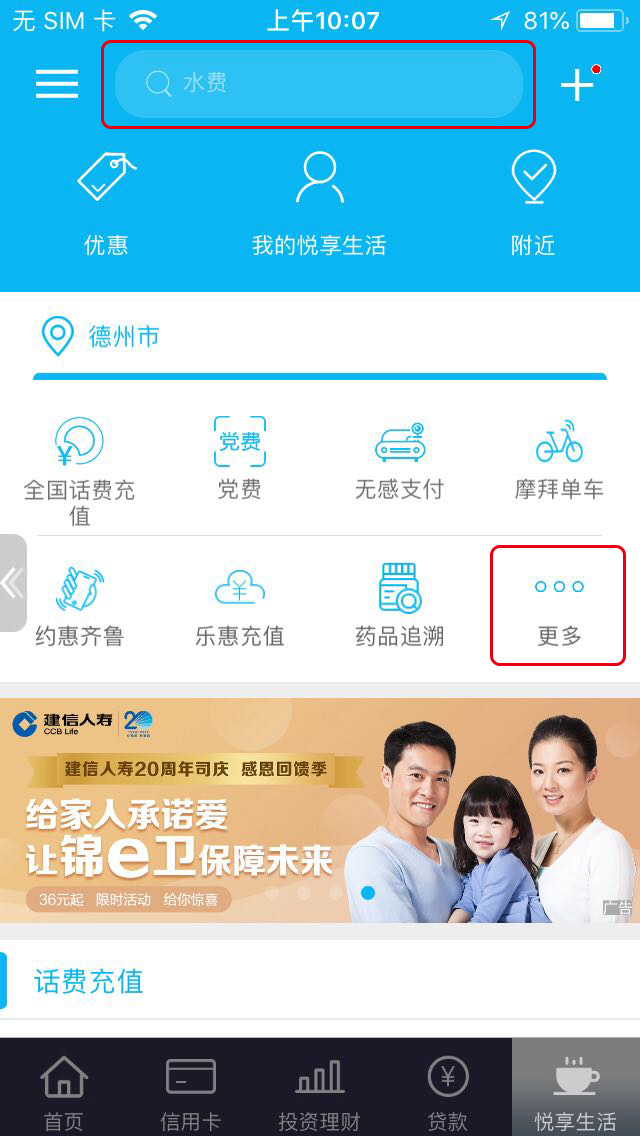 无 SIM 卡
上午10:07
81%
水费
优惠
我的悦享生活
附近
德州市
全国话费充
值
党费
党费
无感支付
摩拜单车
约惠齐鲁
乐惠充值
药品追溯
更多
建信人寿
CCB Life
20
建信人寿20周年司庆 感恩回馈季
给家人承诺爱
让锦e卫保障未来
36元起 限时活动 给你惊喜
广告
话费充值
首页
信用卡
投资理财
贷款
悦享生活